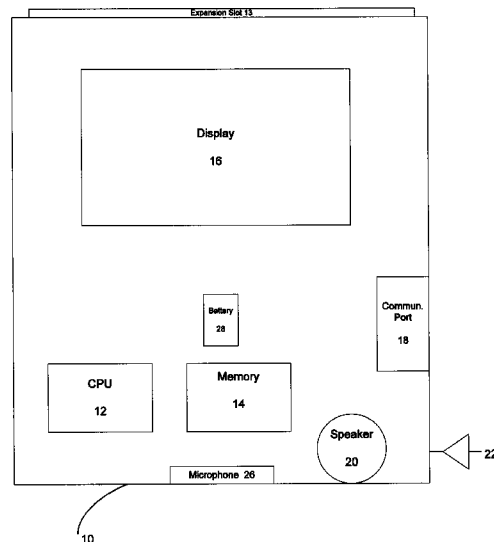 Expansion Slot 13
Display
16
Battery
28
Commun.
Port
18
CPU
12
Memory
14
Speaker
20
22
Microphone 26
10